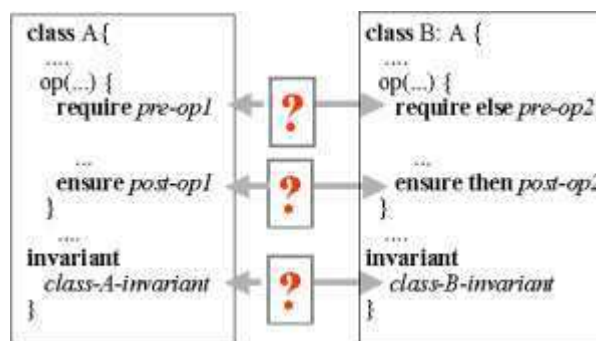 class A{
....
op(...) {
require pre-op1
...
ensure post-op1
}
....
invariant
class-A-invariant
}
?
?
?
class B: A {
....
op(...) {
require else pre-op2
...
ensure then post-op2
}
....
invariant
class-B-invariant
}